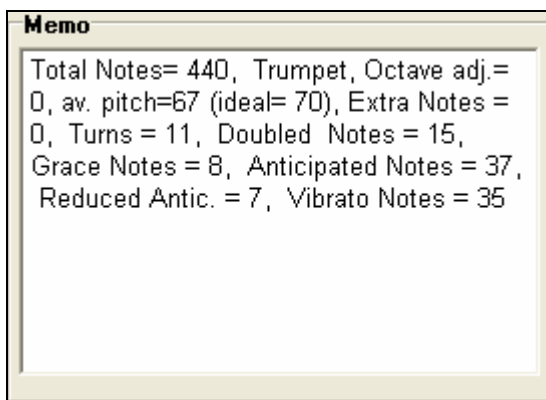 Memo
Total Notes= 440,  Trumpet, Octave adj.=
0, av. pitch=67 (ideal= 70), Extra Notes =
0,  Turns = 11,  Doubled  Notes = 15,
Grace Notes = 8,  Anticipated Notes = 37,
Reduced Antic. = 7,  Vibrato Notes = 35